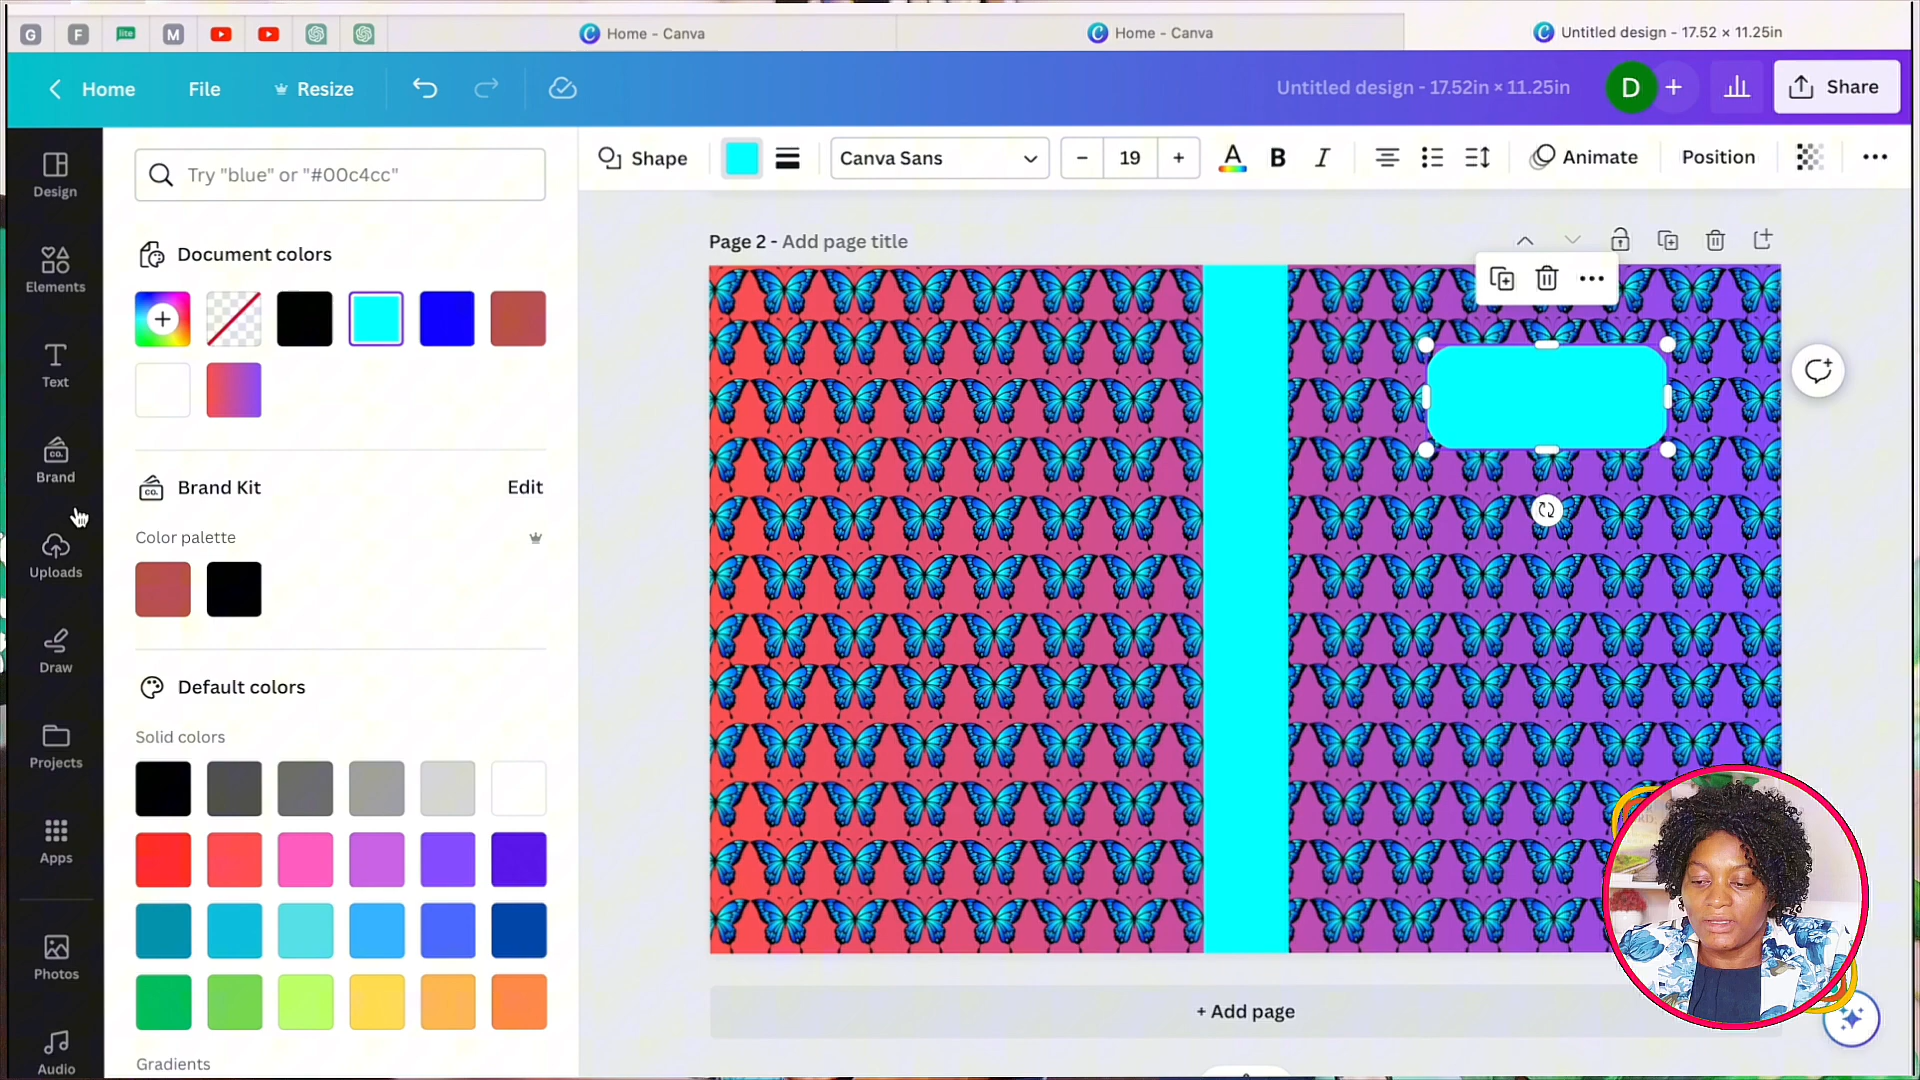 G
F
lite
M
Home - Canva
Home - Canva
Untitled design - 17.52 × 11.25in
Home
File
Resize
Untitled design - 17.52in × 11.25in
D
+
Share
Design
Elements
Text
Brand
Uploads
Draw
Projects
Apps
Photos
Audio
Try "blue" or "#00c4cc"
Document colors
Brand Kit
Edit
Color palette
Default colors
Solid colors
Gradients
Shape
Canva Sans
– 19 +
A
B
I
Animate
Position
Page 2 - Add page title
+ Add page